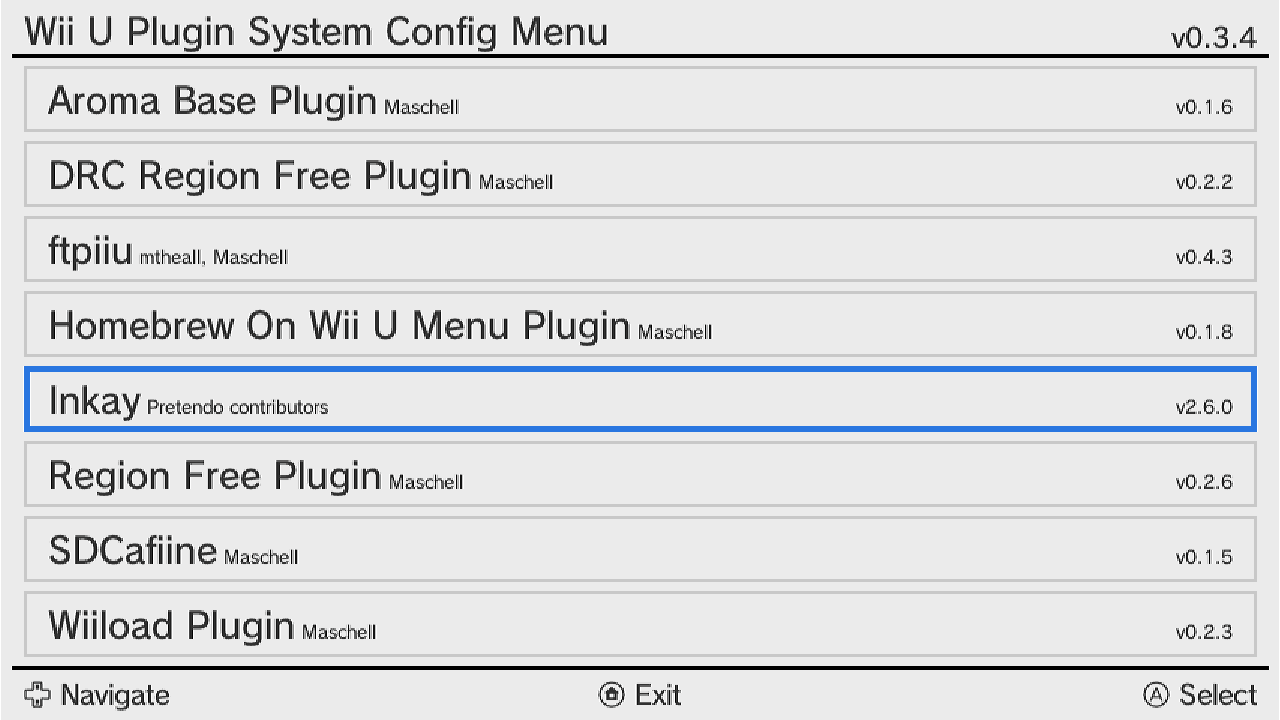 Wii U Plugin System Config Menu v0.3.4
Aroma Base Plugin Maschell v0.1.6
DRC Region Free Plugin Maschell v0.2.2
ftpiiu mtheall, Maschell v0.4.3
Homebrew On Wii U Menu Plugin Maschell v0.1.8
Inkay Pretendo contributors v2.6.0
Region Free Plugin Maschell v0.2.6
SDCafiine Maschell v0.1.5
Wiiload Plugin Maschell v0.2.3
Navigate Exit A Select